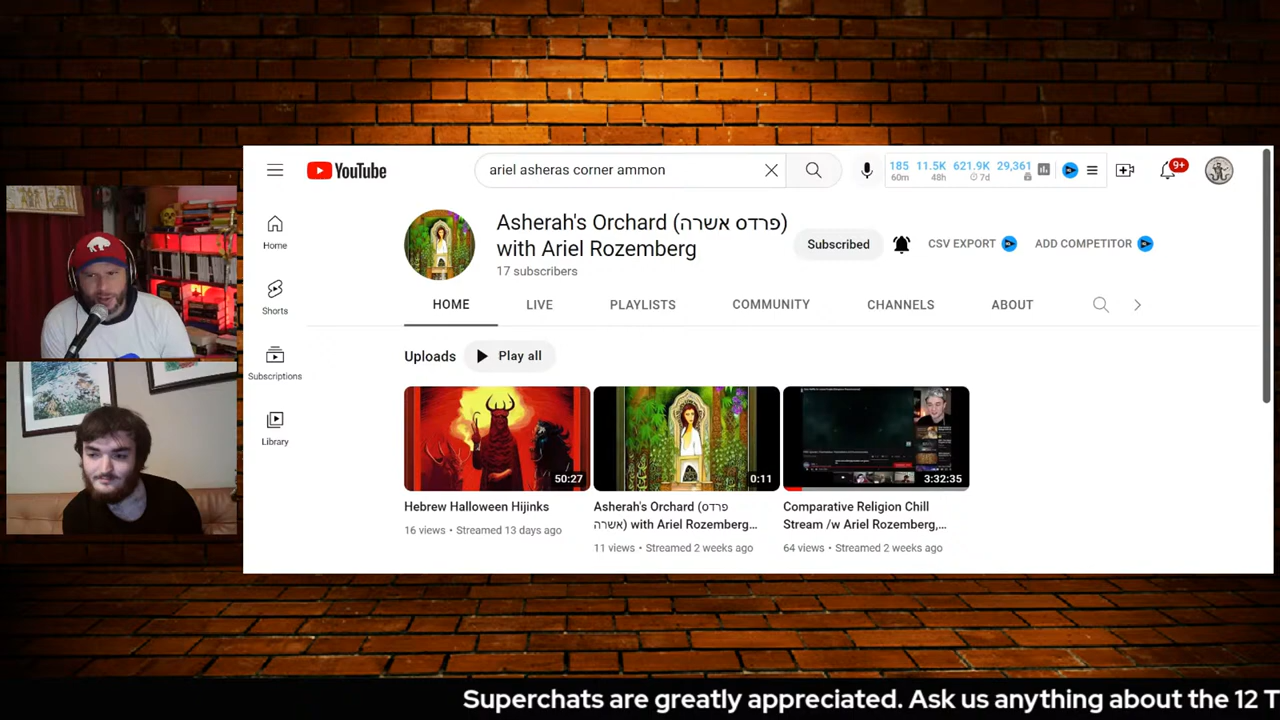 YouTube
ariel asheras corner ammon
185 11.5K 621.9K 29,361
60m 48h 7d
9+
Home
Shorts
Subscriptions
Library
Asherah's Orchard (פרדס אשרה)
with Ariel Rozemberg
17 subscribers
Subscribed
CSV EXPORT
ADD COMPETITOR
HOME LIVE PLAYLISTS COMMUNITY CHANNELS ABOUT
Uploads
Play all
50:27
0:11
3:32:35
Hebrew Halloween Hijinks
16 views • Streamed 13 days ago
Asherah's Orchard (פרדס
אשרה) with Ariel Rozemberg...
11 views • Streamed 2 weeks ago
Comparative Religion Chill
Stream /w Ariel Rozemberg,...
64 views • Streamed 2 weeks ago
Superchats are greatly appreciated. Ask us anything about the 12 T